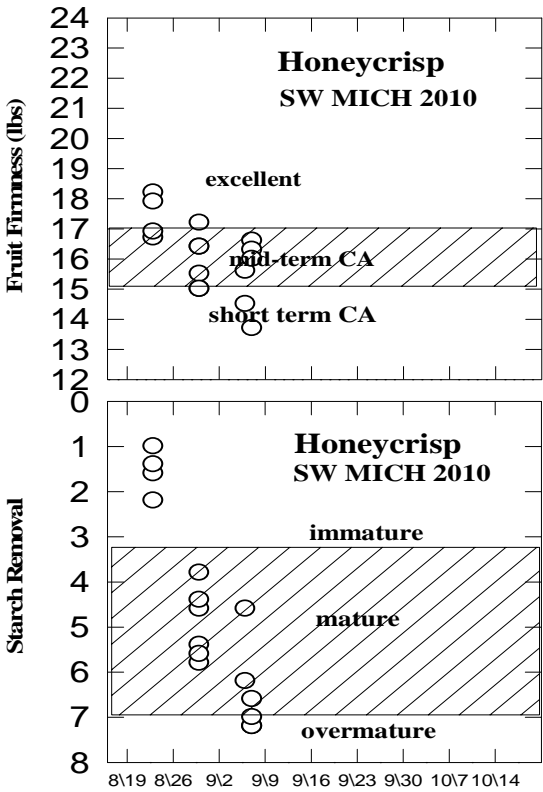 24
23
22
21
20
19
18
17
16
15
14
13
12
Fruit Firmness (lbs)
Honeycrisp
SW MICH 2010
excellent
mid-term CA
short term CA
0
1
2
3
4
5
6
7
8
Starch Removal
Honeycrisp
SW MICH 2010
immature
mature
overmature
8\19 8\26 9\2 9\9 9\16 9\23 9\30 10\7 10\14